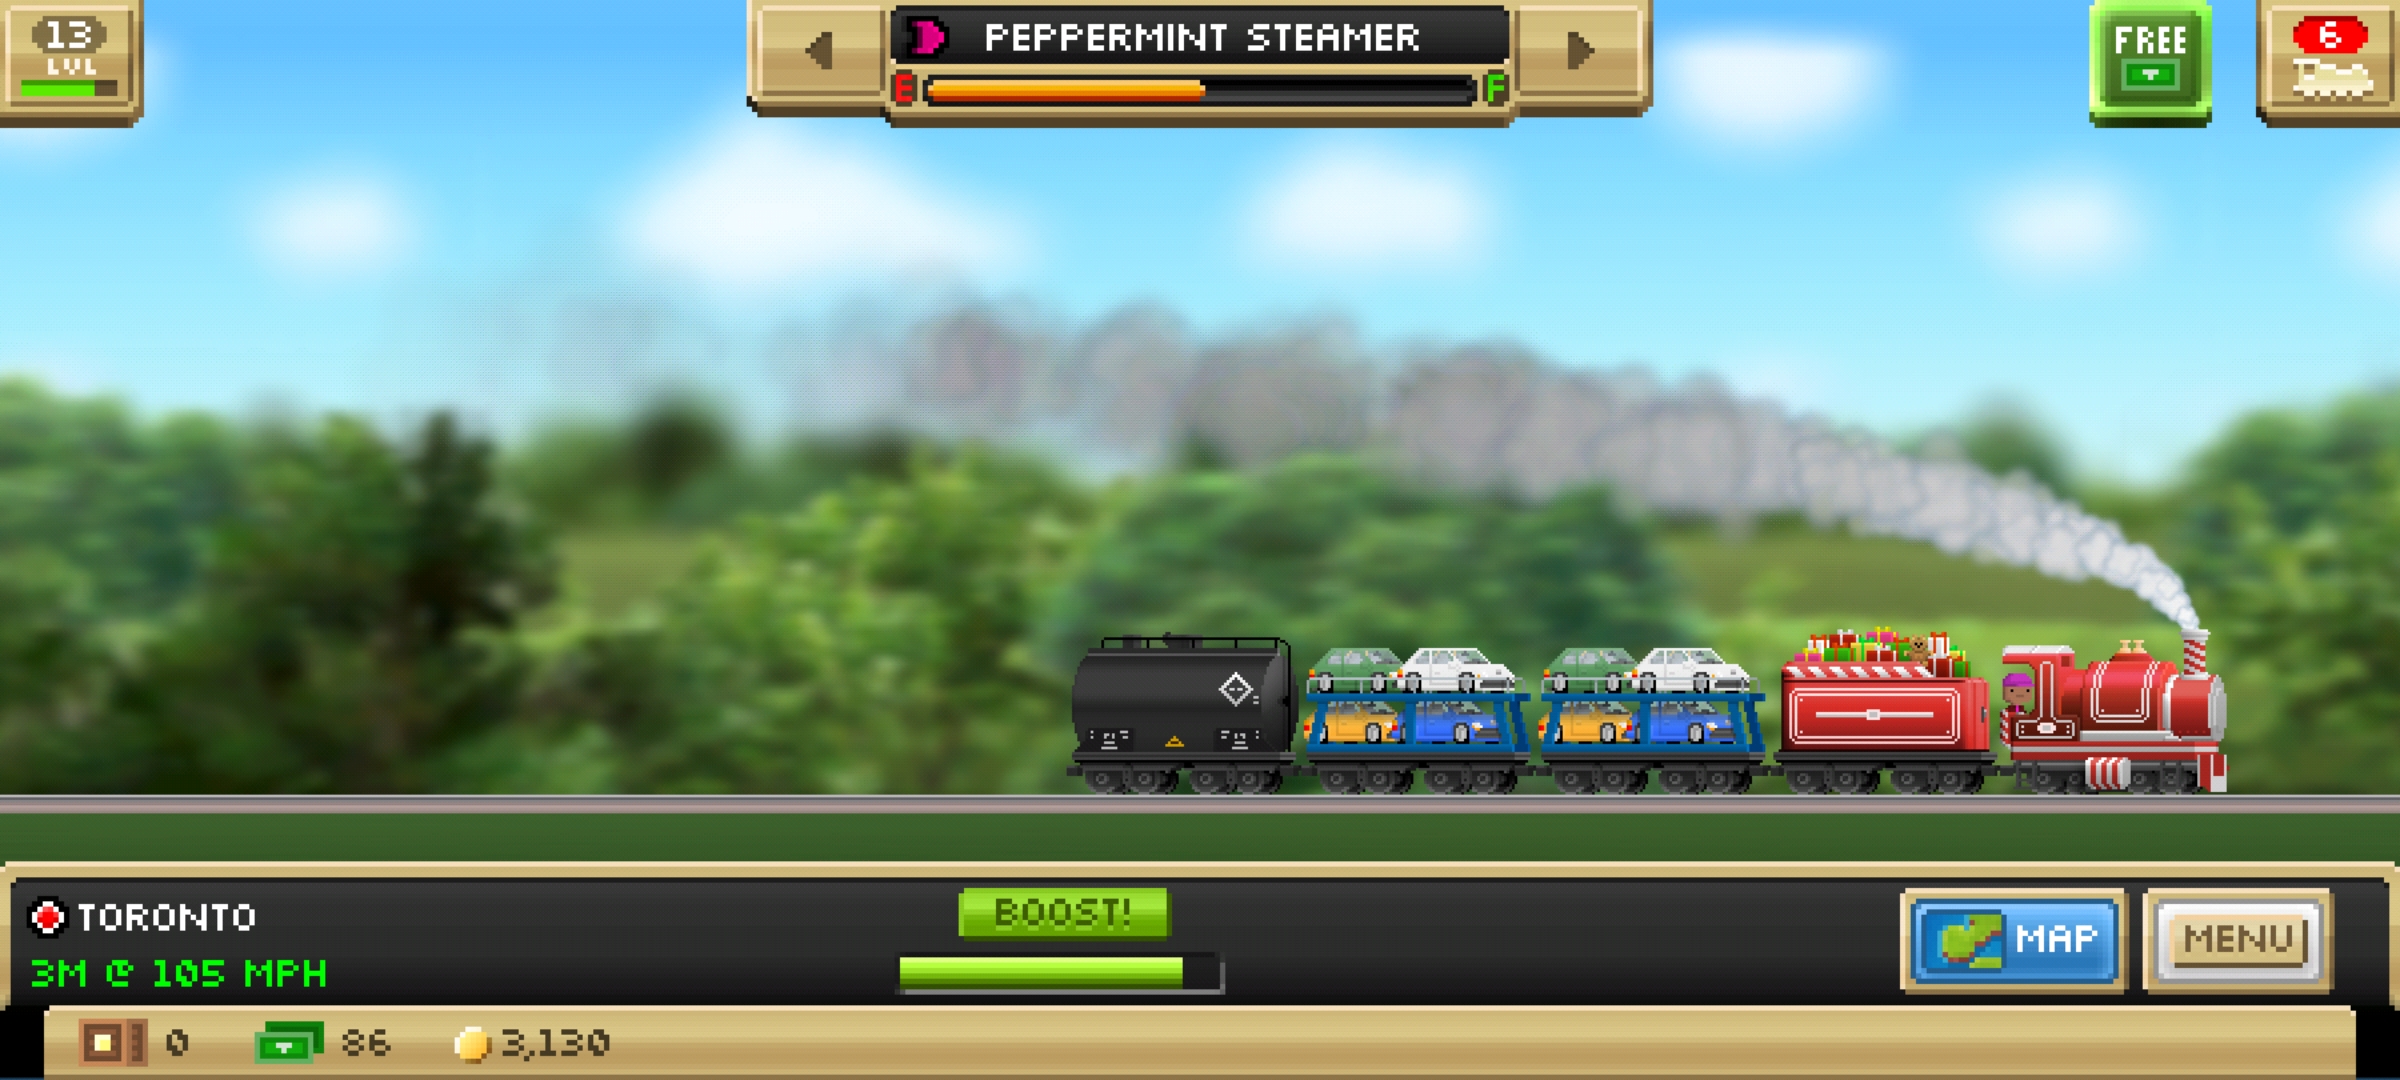 13
LVL
PEPPERMINT STEAMER
E F
FREE
6
TORONTO
3M @ 105 MPH
BOOST!
MAP
MENU
0
86
3,130